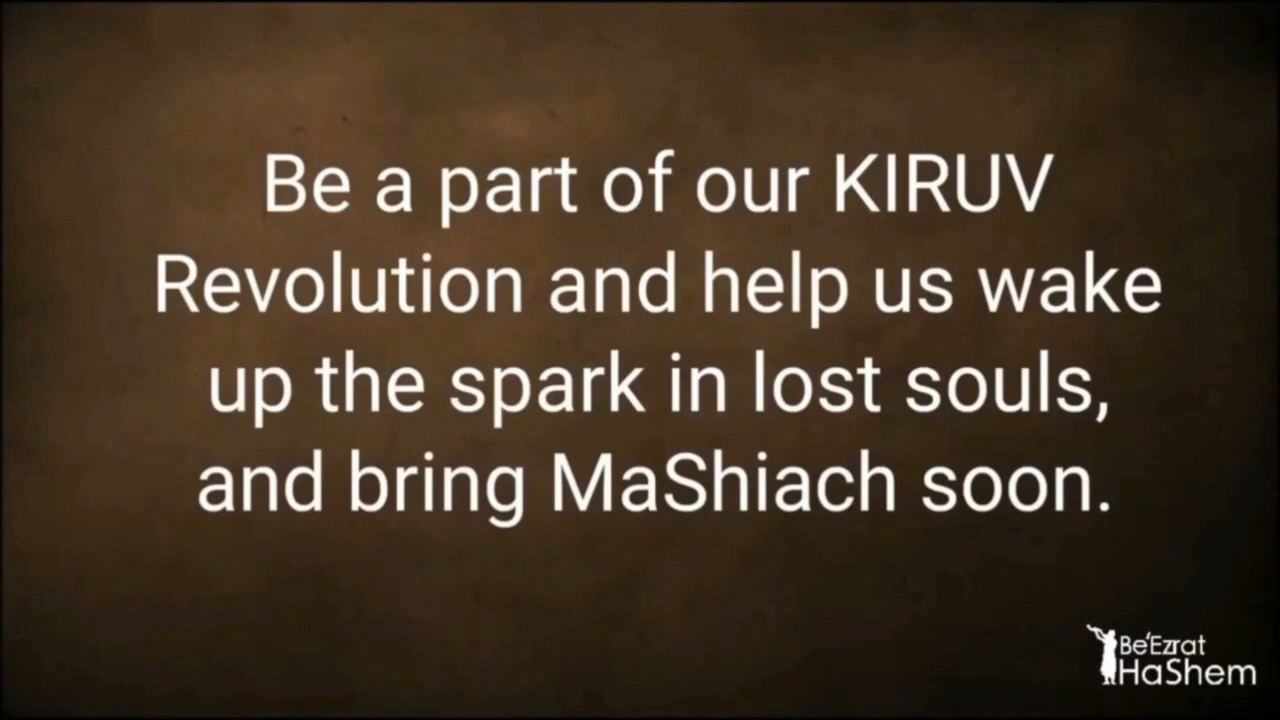 Be a part of our KIRUV
Revolution and help us wake
up the spark in lost souls,
and bring MaShiach soon.
Be'Ezrat
HaShem